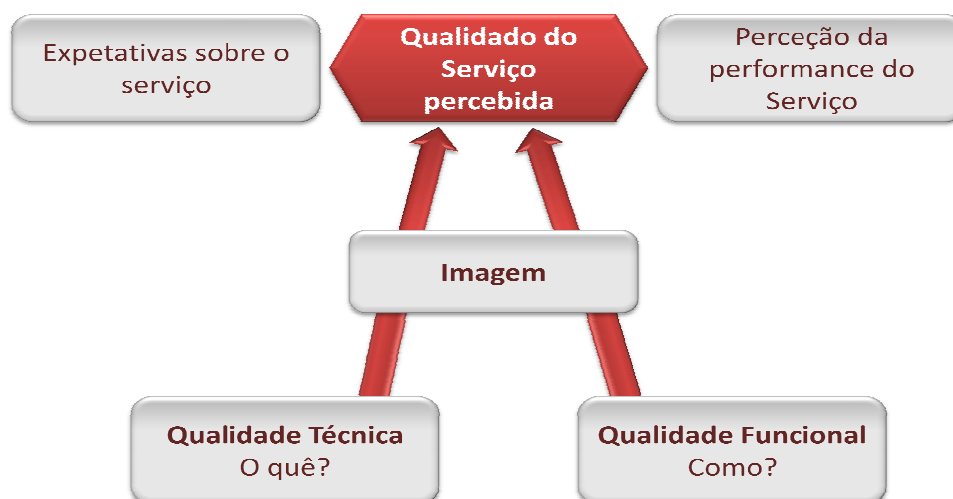 Expetativas sobre o
serviço
Qualidado do
Serviço
percebida
Perceção da
performance do
Serviço
Imagem
Qualidade Técnica
O quê?
Qualidade Funcional
Como?